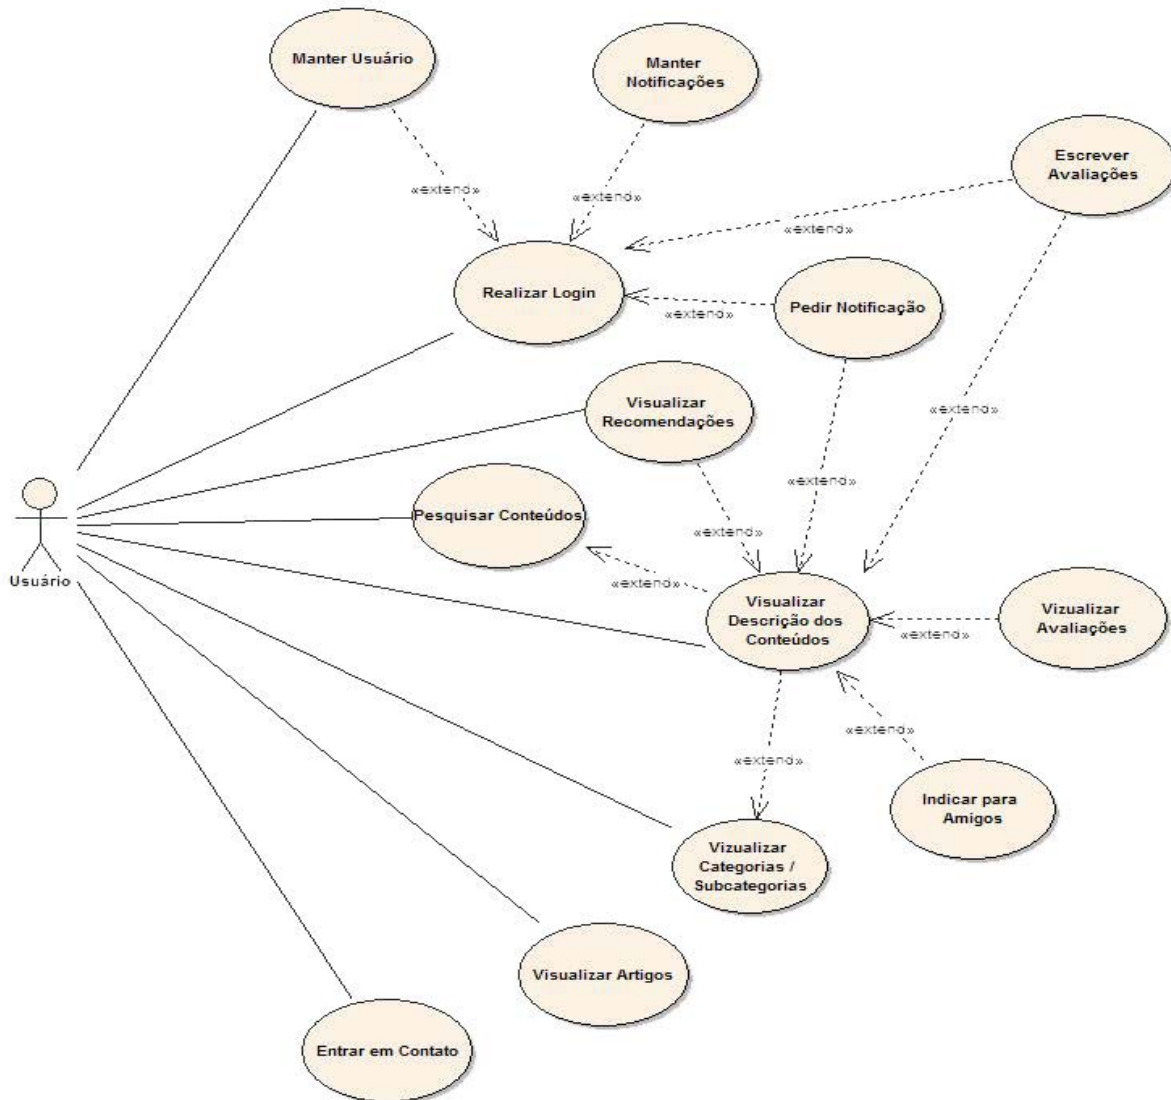 Manter Usuário
Manter
Notificações
Escrever
Avaliações
«extend»
«extend»
«extend»
Realizar Login
Pedir Notificação
«extend»
Visualizar
Recomendações
«extend»
Pesquisar Conteúdos
«extend»
«extend»
«extend»
Usuário
Visualizar
Descrição dos
Conteúdos
Vizualizar
Avaliações
«extend»
«extend»
«extend»
Indicar para
Amigos
Vizualizar
Categorias /
Subcategorias
Visualizar Artigos
Entrar em Contato